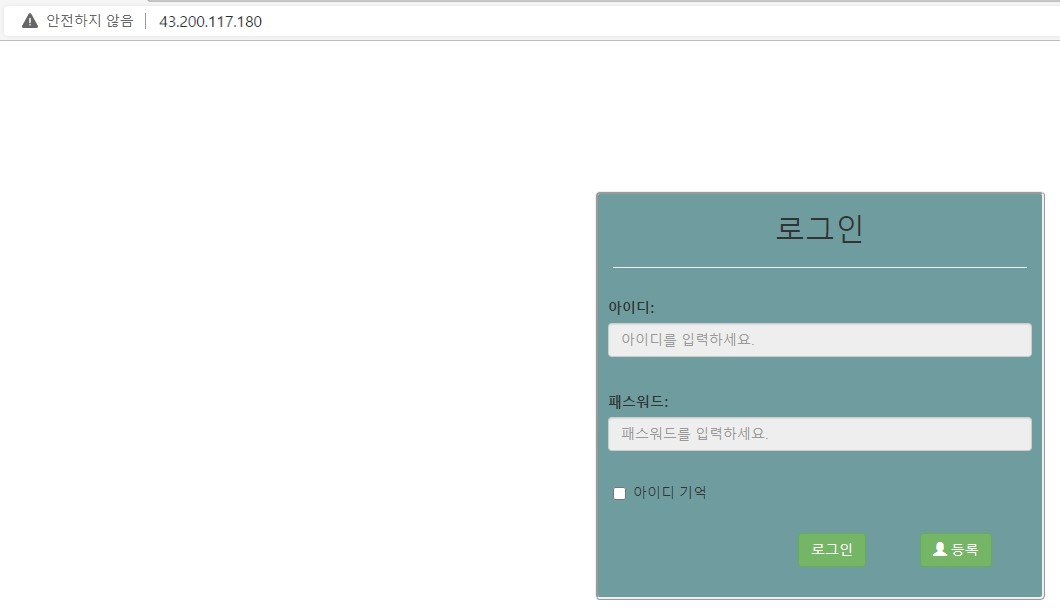 안전하지 않음 | 43.200.117.180
로그인
아이디:
아이디를 입력하세요.
패스워드:
패스워드를 입력하세요.
아이디 기억
로그인 등록